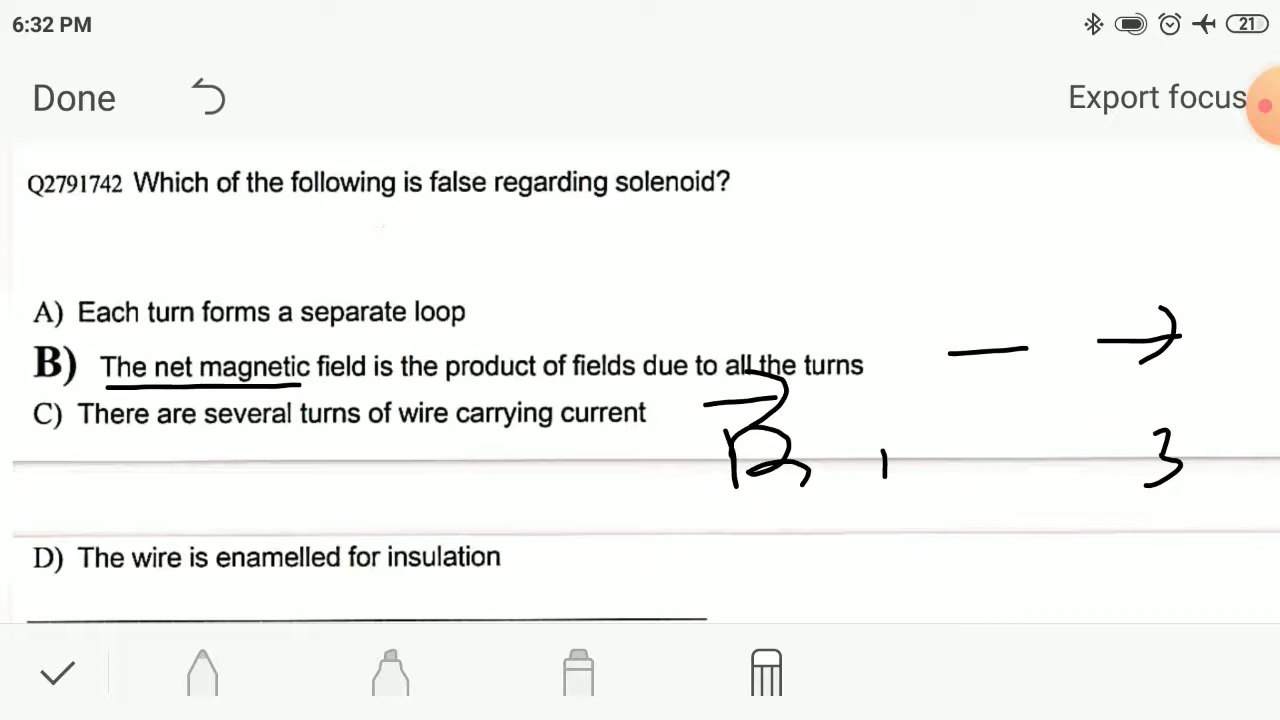 6:32 PM
21
Done
Export focus
Q2791742 Which of the following is false regarding solenoid?
A) Each turn forms a separate loop
B) The net magnetic field is the product of fields due to all the turns
C) There are several turns of wire carrying current
B, 1 3
D) The wire is enamelled for insulation